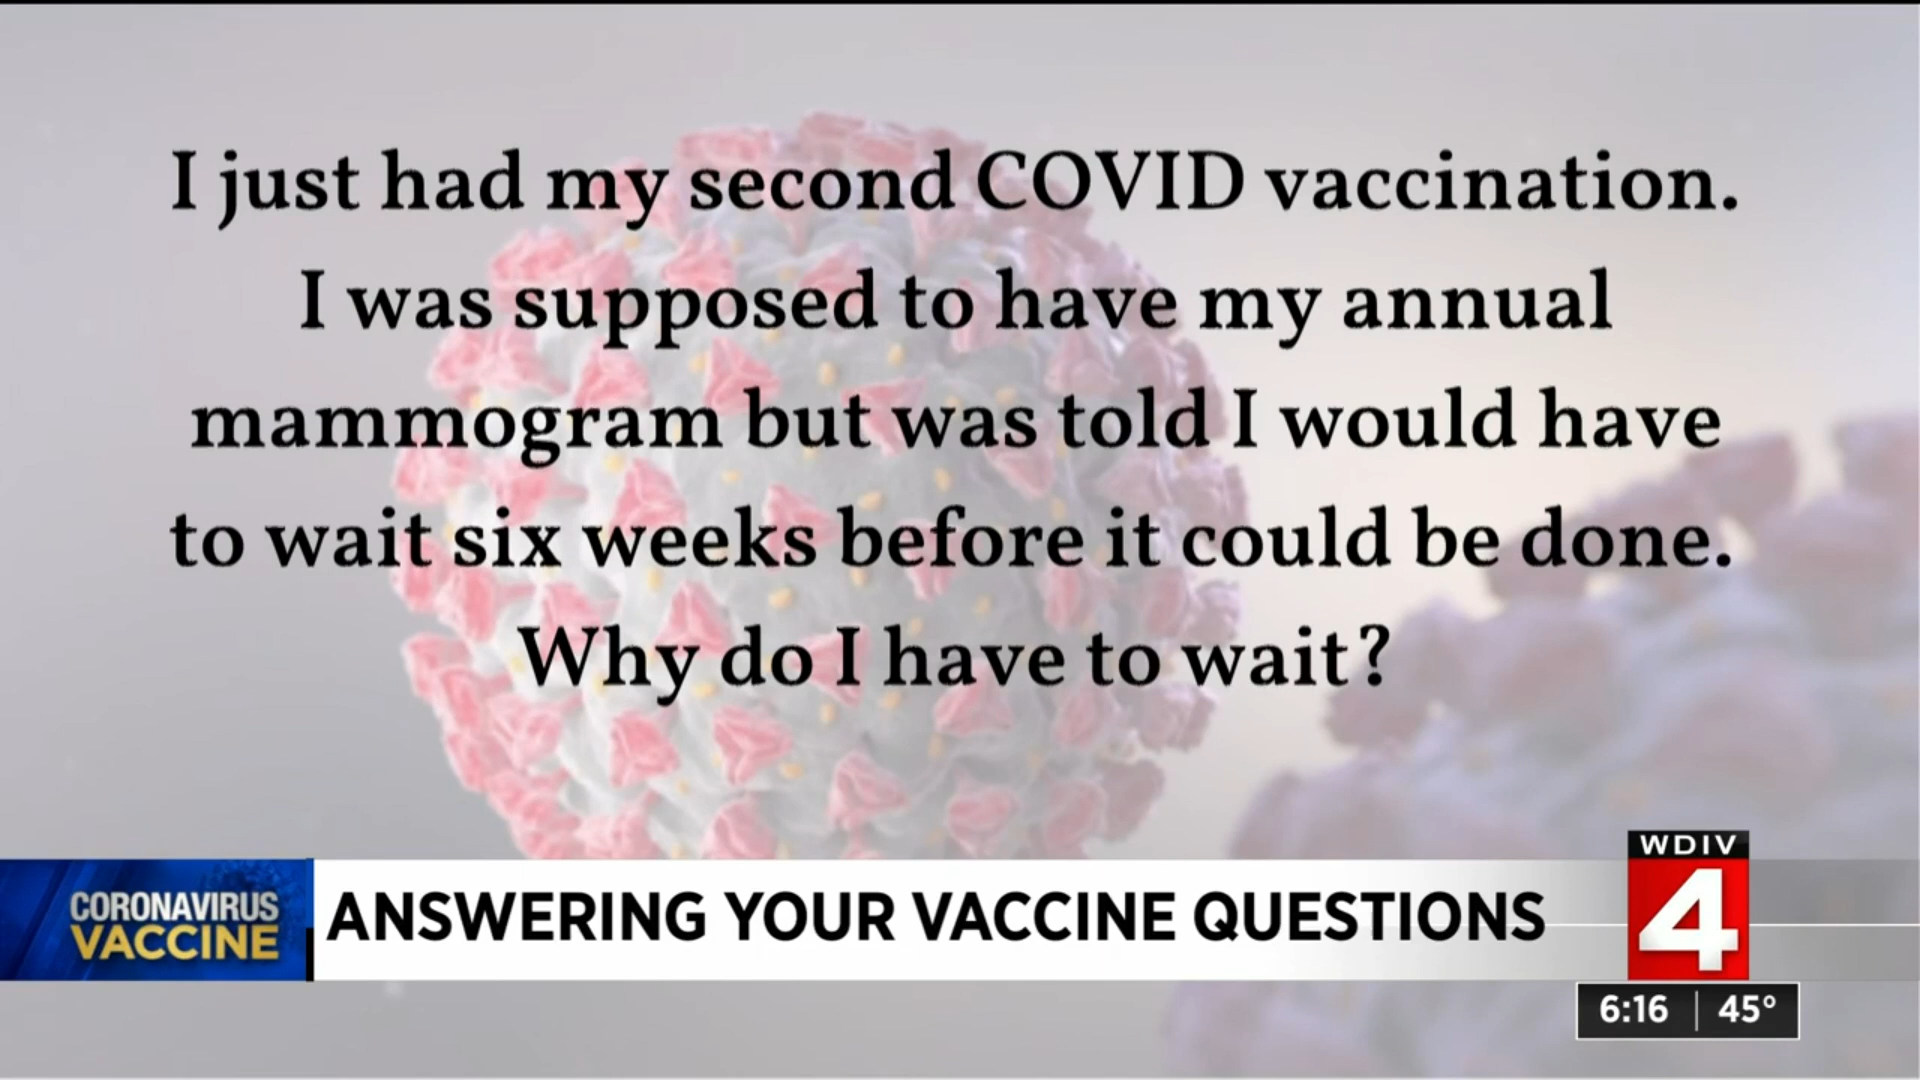 I just had my second COVID vaccination.
I was supposed to have my annual
mammogram but was told I would have
to wait six weeks before it could be done.
Why do I have to wait?
CORONAVIRUS
VACCINE
ANSWERING YOUR VACCINE QUESTIONS
WDIV
4
6:16 45°